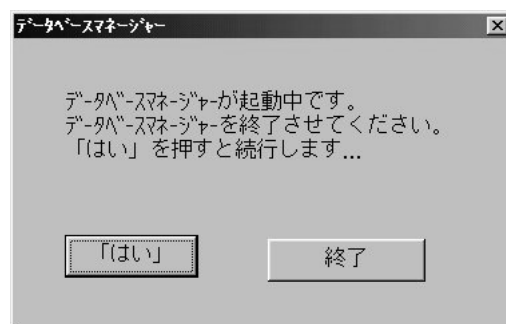 ﾃﾞｰﾀﾍﾞｰｽﾏﾈｰｼﾞｬｰ
ﾃﾞｰﾀﾍﾞｰｽﾏﾈｰｼﾞｬｰが起動中です。
ﾃﾞｰﾀﾍﾞｰｽﾏﾈｰｼﾞｬｰを終了させてください。
「はい」を押すと続行します...
「はい」
終了